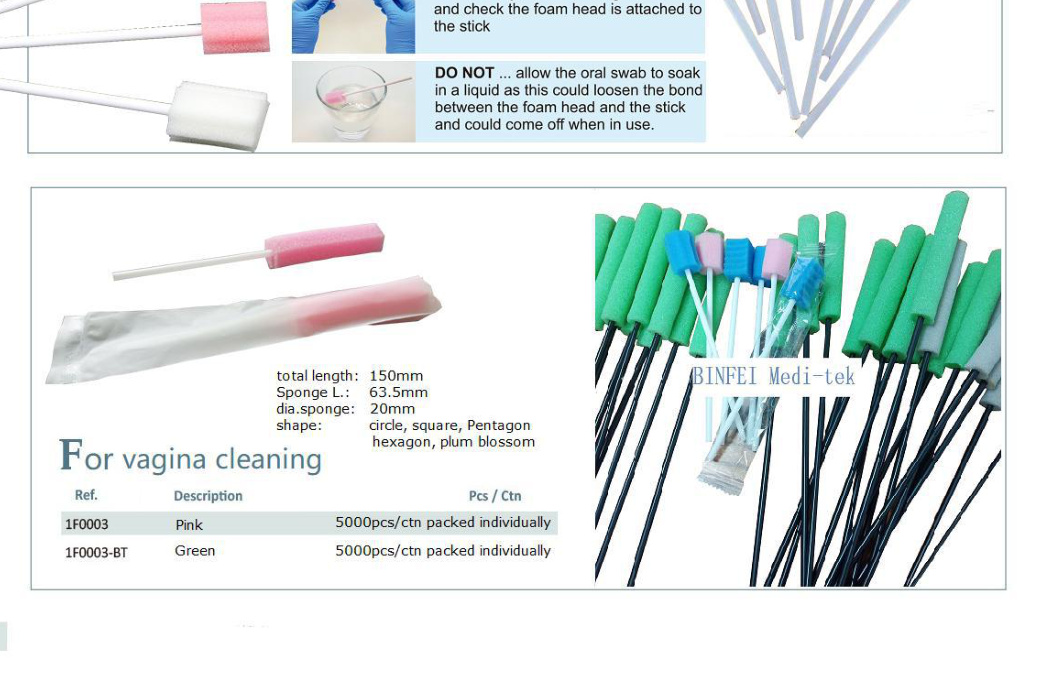 and check the foam head is attached to
the stick
DO NOT ... allow the oral swab to soak
in a liquid as this could loosen the bond
between the foam head and the stick
and could come off when in use.
total length: 150mm
Sponge L.: 63.5mm
dia.sponge: 20mm
shape: circle, square, Pentagon
hexagon, plum blossom
For vagina cleaning
Ref. Description Pcs / Ctn
1F0003 Pink 5000pcs/ctn packed individually
1F0003-BT Green 5000pcs/ctn packed individually
BINFEI Medi-tek